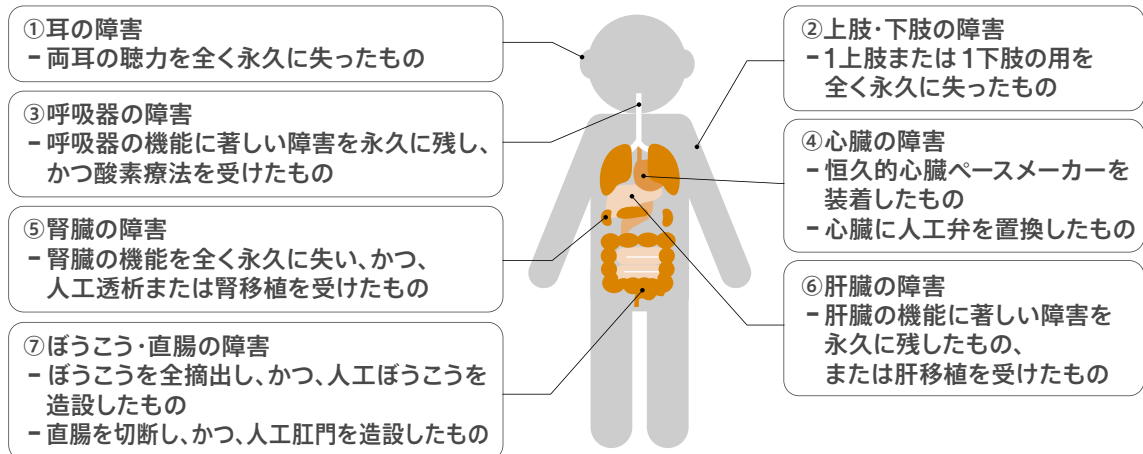 ①耳の障害
− 両耳の聴力を全く永久に失ったもの
②上肢・下肢の障害
− 1上肢または1下肢の用を
全く永久に失ったもの
③呼吸器の障害
− 呼吸器の機能に著しい障害を永久に残し、
かつ酸素療法を受けたもの
④心臓の障害
− 恒久的心臓ペースメーカーを
装着したもの
− 心臓に人工弁を置換したもの
⑤腎臓の障害
− 腎臓の機能を全く永久に失い、かつ、
人工透析または腎移植を受けたもの
⑥肝臓の障害
− 肝臓の機能に著しい障害を
永久に残したもの、
または肝移植を受けたもの
⑦ぼうこう・直腸の障害
− ぼうこうを全摘出し、かつ、人工ぼうこうを
造設したもの
− 直腸を切断し、かつ、人工肛門を造設したもの